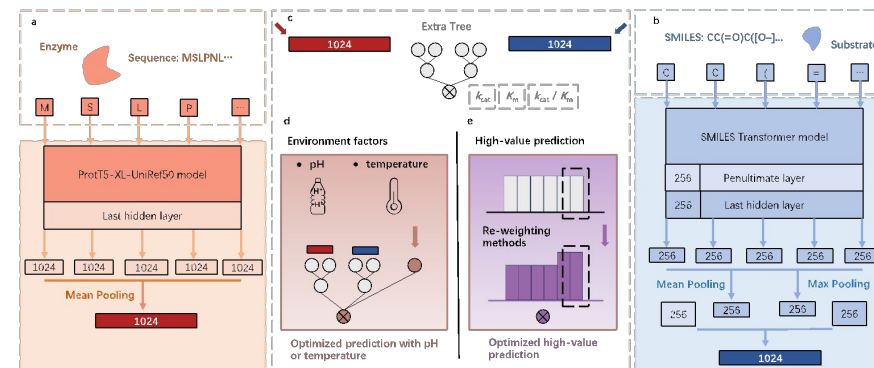 a
Enzyme
Sequence: MSLPNL···
M S L P ···
ProtT5-XL-UniRef50 model
Last hidden layer
1024 1024 1024 1024 1024
Mean Pooling
1024
c
1024
Extra Tree
1024
kcat Km kcat / Km
d
Environment factors
• pH • temperature
H⁺
H⁺
Optimized prediction with pH
or temperature
e
High-value prediction
Re-weighting
methods
Optimized high-value
prediction
b
SMILES: CC(=O)C([O–]...
Substrate
C C ( = ···
SMILES Transformer model
256 Penultimate layer
256 Last hidden layer
256 256 256 256 256
Mean Pooling Max Pooling
256 256 256 256
1024